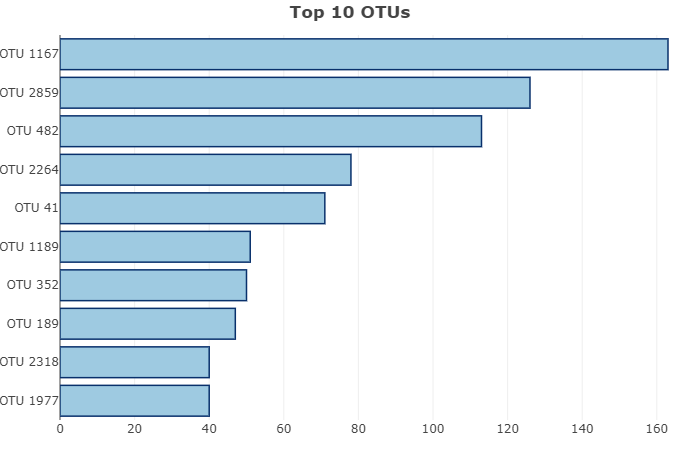 Top 10 OTUs
OTU 1167
OTU 2859
OTU 482
OTU 2264
OTU 41
OTU 1189
OTU 352
OTU 189
OTU 2318
OTU 1977
0 20 40 60 80 100 120 140 160